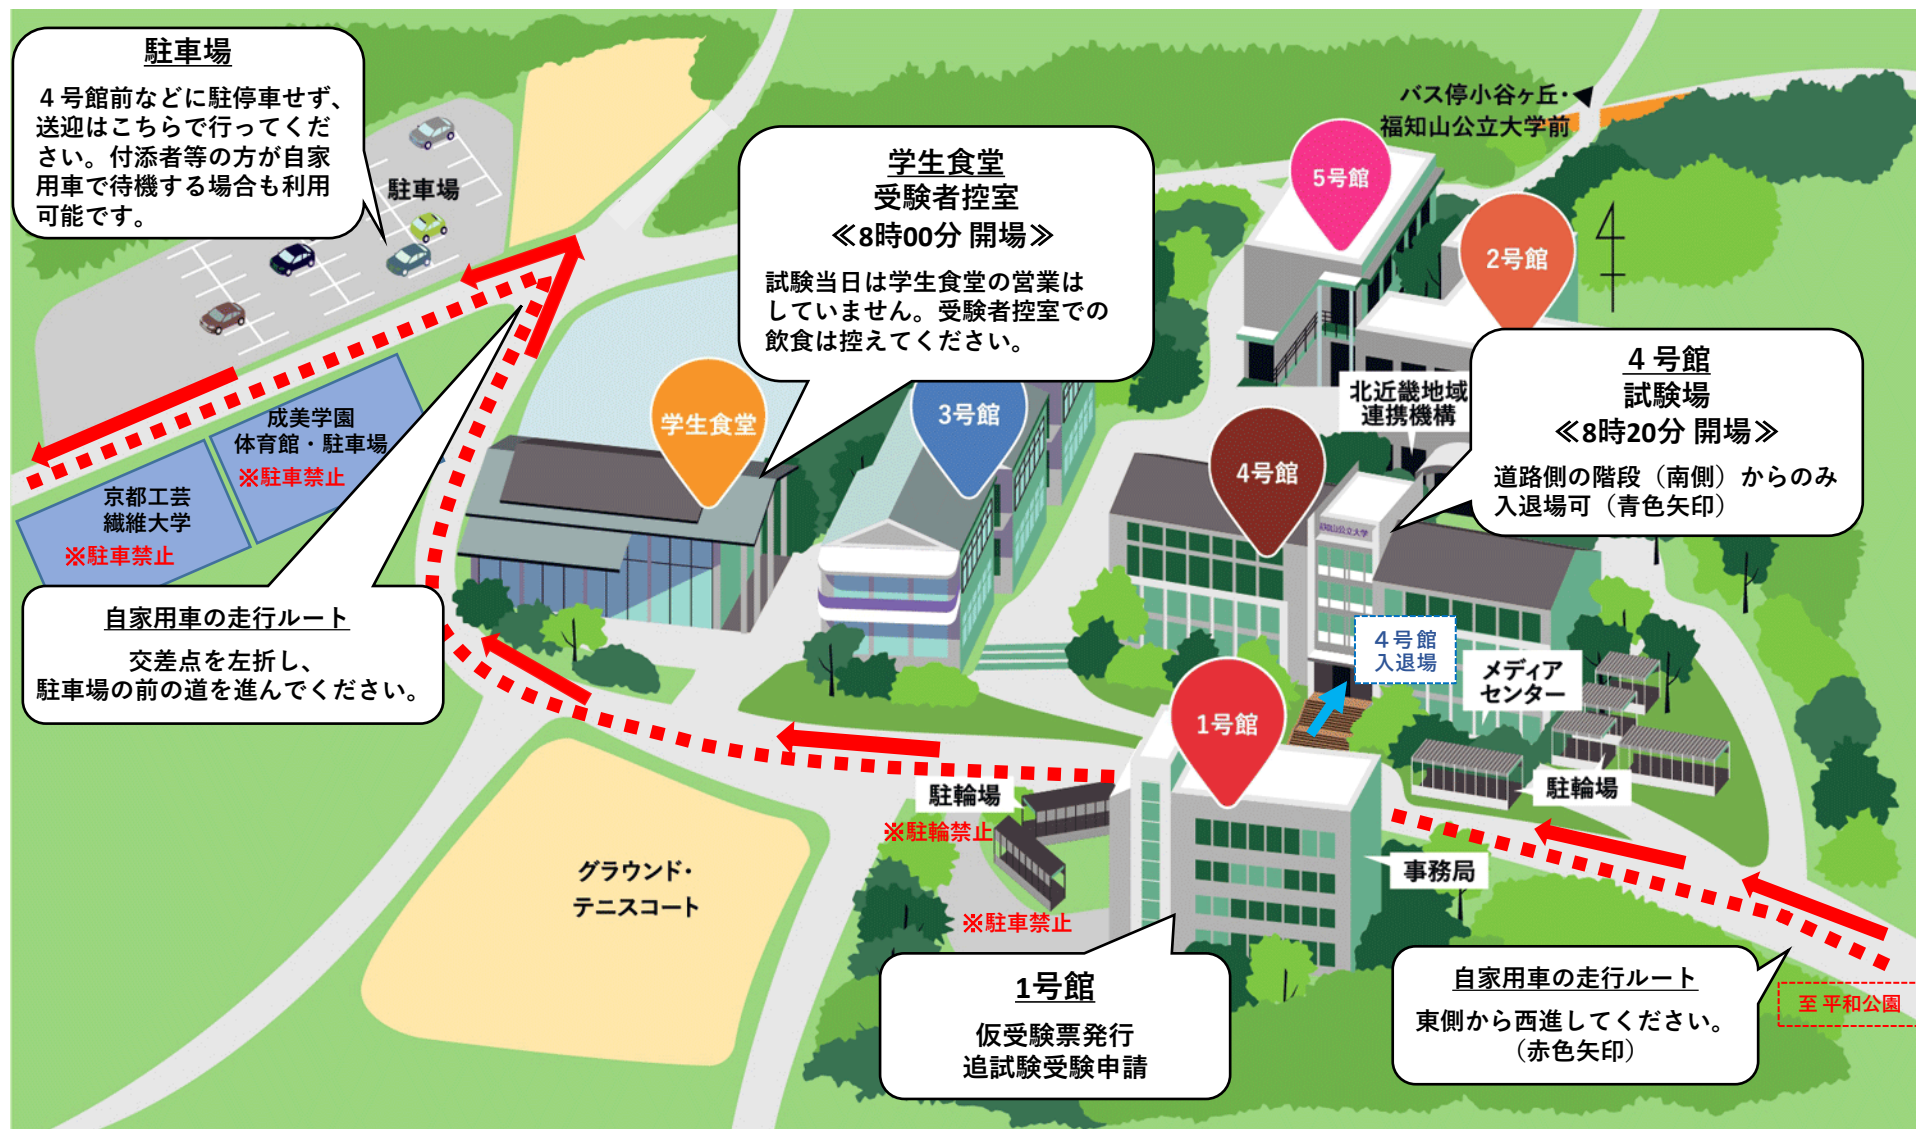 駐車場
４号館前などに駐停車せず、
送迎はこちらで行ってくだ
さい。付添者等の方が自家
用車で待機する場合も利用
可能です。
駐車場
学生食堂
受験者控室
≪8時00分 開場≫
試験当日は学生食堂の営業は
していません。受験者控室での
飲食は控えてください。
バス停小谷ヶ丘・
福知山公立大学前
5号館
2号館
４号館
試験場
≪8時20分 開場≫
道路側の階段（南側）からのみ
入退場可（青色矢印）
北近畿地域
連携機構
学生食堂
3号館
4号館
福知山公立大学
成美学園
体育館・駐車場
※駐車禁止
京都工芸
繊維大学
※駐車禁止
自家用車の走行ルート
交差点を左折し、
駐車場の前の道を進んでください。
４号館
入退場
メディア
センター
1号館
駐輪場
※駐輪禁止
駐輪場
事務局
グラウンド・
テニスコート
※駐車禁止
1号館
仮受験票発行
追試験受験申請
自家用車の走行ルート
東側から西進してください。
（赤色矢印）
至 平和公園